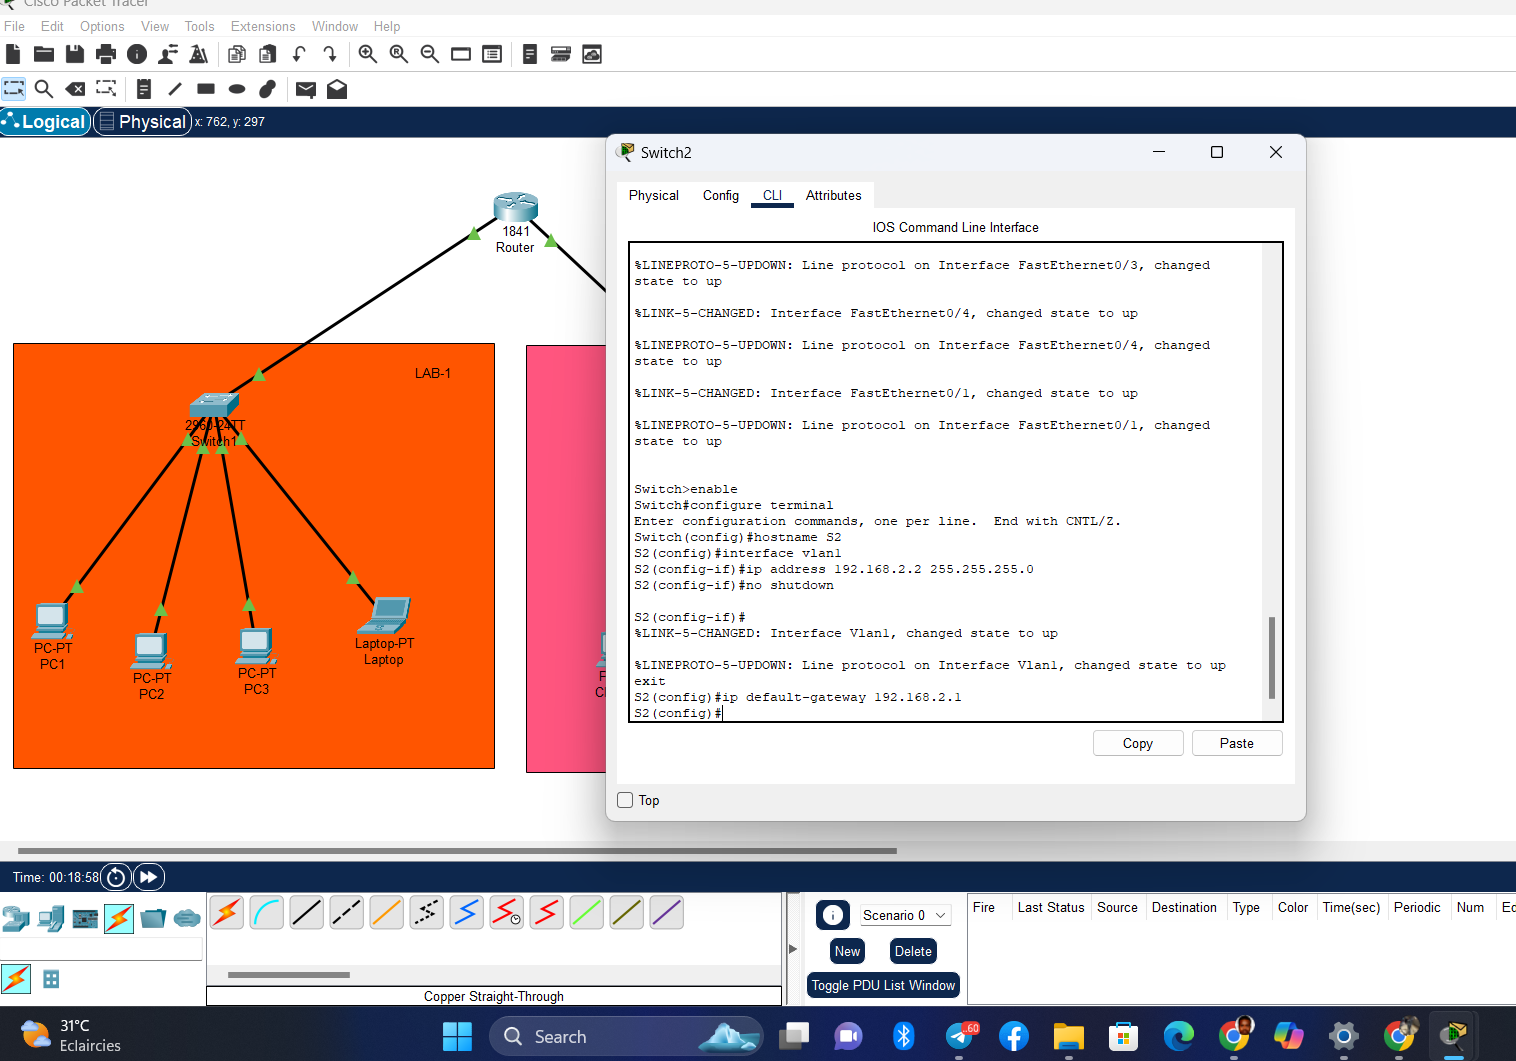 Cisco Packet Tracer
File Edit Options View Tools Extensions Window Help
Logical Physical x: 762, y: 297
1841
Router
LAB-1
2960-24TT
Switch1
PC-PT
PC1
PC-PT
PC2
PC-PT
PC3
Laptop-PT
Laptop
Switch2
Physical Config CLI Attributes
IOS Command Line Interface
%LINEPROTO-5-UPDOWN: Line protocol on Interface FastEthernet0/3, changed
state to up
%LINK-5-CHANGED: Interface FastEthernet0/4, changed state to up
%LINEPROTO-5-UPDOWN: Line protocol on Interface FastEthernet0/4, changed
state to up
%LINK-5-CHANGED: Interface FastEthernet0/1, changed state to up
%LINEPROTO-5-UPDOWN: Line protocol on Interface FastEthernet0/1, changed
state to up
Switch>enable
Switch#configure terminal
Enter configuration commands, one per line.  End with CNTL/Z.
Switch(config)#hostname S2
S2(config)#interface vlan1
S2(config-if)#ip address 192.168.2.2 255.255.255.0
S2(config-if)#no shutdown
S2(config-if)#
%LINK-5-CHANGED: Interface Vlan1, changed state to up
%LINEPROTO-5-UPDOWN: Line protocol on Interface Vlan1, changed state to up
exit
S2(config)#ip default-gateway 192.168.2.1
S2(config)#
Copy Paste
Top
Time: 00:18:58
Scenario 0
New Delete
Toggle PDU List Window
Fire Last Status Source Destination Type Color Time(sec) Periodic Num
Copper Straight-Through
31°C
Eclaircies
Search
60